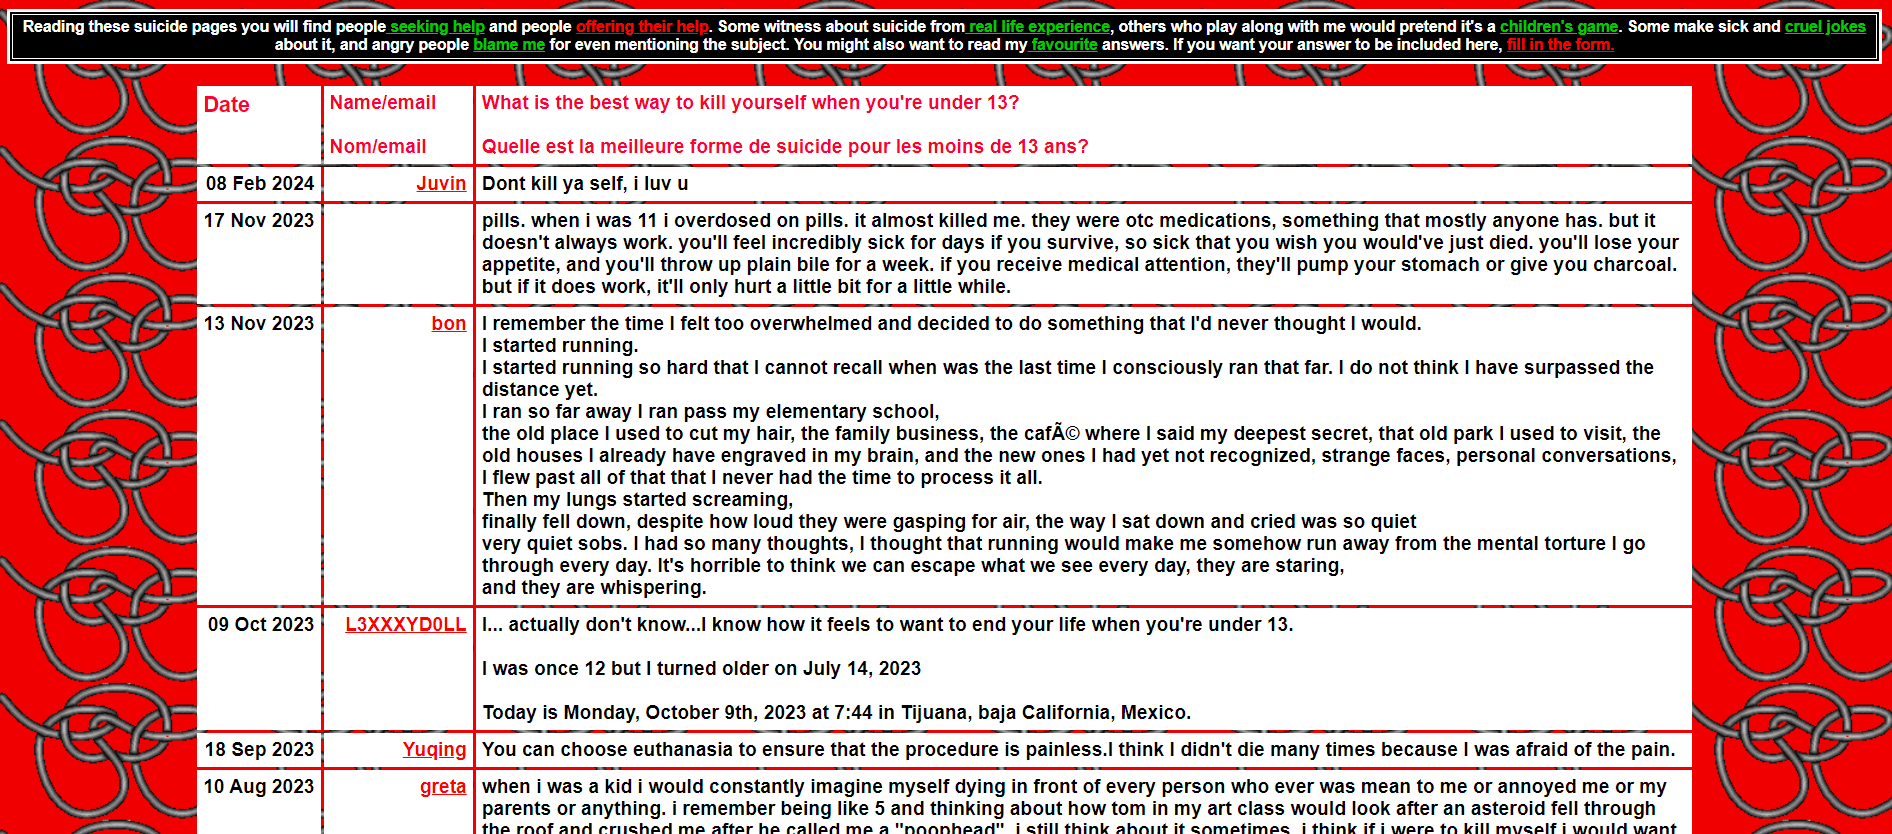 Reading these suicide pages you will find people seeking help and people offering their help. Some witness about suicide from real life experience, others who play along with me would pretend it's a children's game. Some make sick and cruel jokes
about it, and angry people blame me for even mentioning the subject. You might also want to read my favourite answers. If you want your answer to be included here, fill in the form.
Date
Name/email
What is the best way to kill yourself when you're under 13?
Nom/email
Quelle est la meilleure forme de suicide pour les moins de 13 ans?
08 Feb 2024
Juvin
Dont kill ya self, i luv u
17 Nov 2023
pills. when i was 11 i overdosed on pills. it almost killed me. they were otc medications, something that mostly anyone has. but it
doesn't always work. you'll feel incredibly sick for days if you survive, so sick that you wish you would've just died. you'll lose your
appetite, and you'll throw up plain bile for a week. if you receive medical attention, they'll pump your stomach or give you charcoal.
but if it does work, it'll only hurt a little bit for a little while.
13 Nov 2023
bon
I remember the time I felt too overwhelmed and decided to do something that I'd never thought I would.
I started running.
I started running so hard that I cannot recall when was the last time I consciously ran that far. I do not think I have surpassed the
distance yet.
I ran so far away I ran pass my elementary school,
the old place I used to cut my hair, the family business, the cafÃ© where I said my deepest secret, that old park I used to visit, the
old houses I already have engraved in my brain, and the new ones I had yet not recognized, strange faces, personal conversations,
I flew past all of that that I never had the time to process it all.
Then my lungs started screaming,
finally fell down, despite how loud they were gasping for air, the way I sat down and cried was so quiet
very quiet sobs. I had so many thoughts, I thought that running would make me somehow run away from the mental torture I go
through every day. It's horrible to think we can escape what we see every day, they are staring,
and they are whispering.
09 Oct 2023
L3XXXYD0LL
I... actually don't know...I know how it feels to want to end your life when you're under 13.
I was once 12 but I turned older on July 14, 2023
Today is Monday, October 9th, 2023 at 7:44 in Tijuana, baja California, Mexico.
18 Sep 2023
Yuqing
You can choose euthanasia to ensure that the procedure is painless.I think I didn't die many times because I was afraid of the pain.
10 Aug 2023
greta
when i was a kid i would constantly imagine myself dying in front of every person who ever was mean to me or annoyed me or my
parents or anything. i remember being like 5 and thinking about how tom in my art class would look after an asteroid fell through
the roof and crushed me after he called me a "poophead". i still think about it sometimes. i think if i were to kill myself i would want